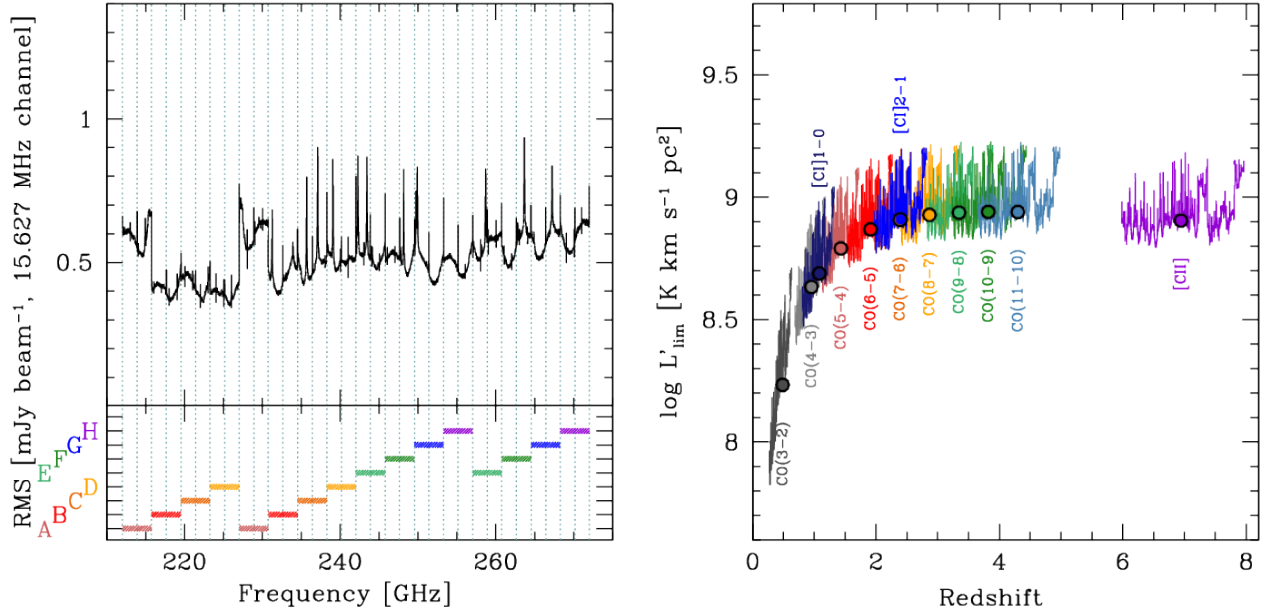 RMS [mJy beam⁻¹, 15.627 MHz channel]
1
0.5
A
B
C
D
E
F
G
H
220
240
260
Frequency [GHz]
log L'lim [K km s⁻¹ pc²]
9.5
9
8.5
8
CO(3−2)
CO(4−3)
[CI]1−0
CO(5−4)
CO(6−5)
[CI]2−1
CO(7−6)
CO(8−7)
CO(9−8)
CO(10−9)
CO(11−10)
[CII]
0
2
4
6
8
Redshift